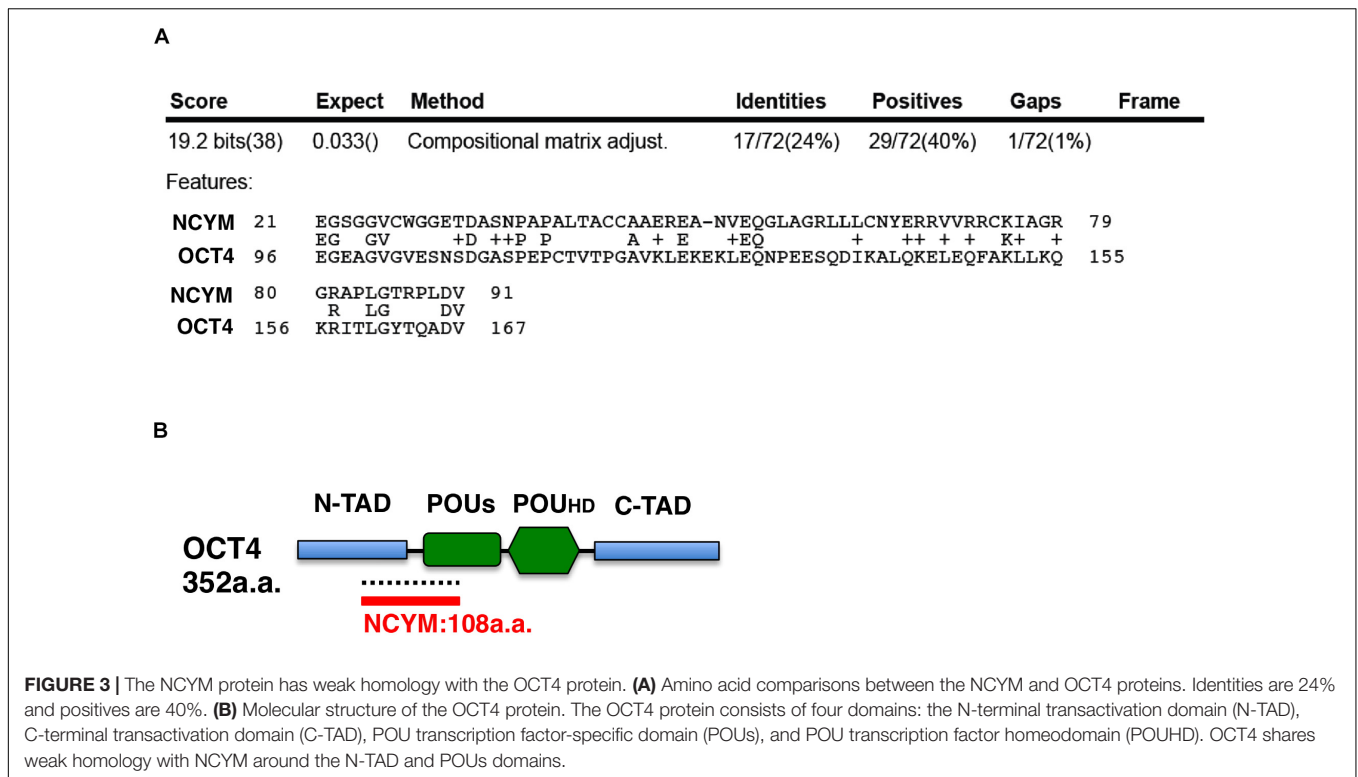 A
Score Expect Method Identities Positives Gaps Frame
19.2 bits(38) 0.033() Compositional matrix adjust. 17/72(24%) 29/72(40%) 1/72(1%)
Features:
NCYM 21 EGSGGVCWGGETDASNPAPALTACCAAEREA-NVEQGLAGRLLLCNYERRVVRRCKIAGR 79
EG GV +D ++P P A + E +EQ + ++ + + K+ +
OCT4 96 EGEAGVGVESNSDGASPEPCTVTPGAVKLEKEKLEQNPEESQDIKALQKELEQFAKLLKQ 155
NCYM 80 GRAPLGTRPLDV 91
R LG DV
OCT4 156 KRITLGYTQADV 167
B
N-TAD POUs POUHD C-TAD
OCT4
352a.a.
NCYM:108a.a.
FIGURE 3 | The NCYM protein has weak homology with the OCT4 protein. (A) Amino acid comparisons between the NCYM and OCT4 proteins. Identities are 24%
and positives are 40%. (B) Molecular structure of the OCT4 protein. The OCT4 protein consists of four domains: the N-terminal transactivation domain (N-TAD),
C-terminal transactivation domain (C-TAD), POU transcription factor-specific domain (POUs), and POU transcription factor homeodomain (POUHD). OCT4 shares
weak homology with NCYM around the N-TAD and POUs domains.